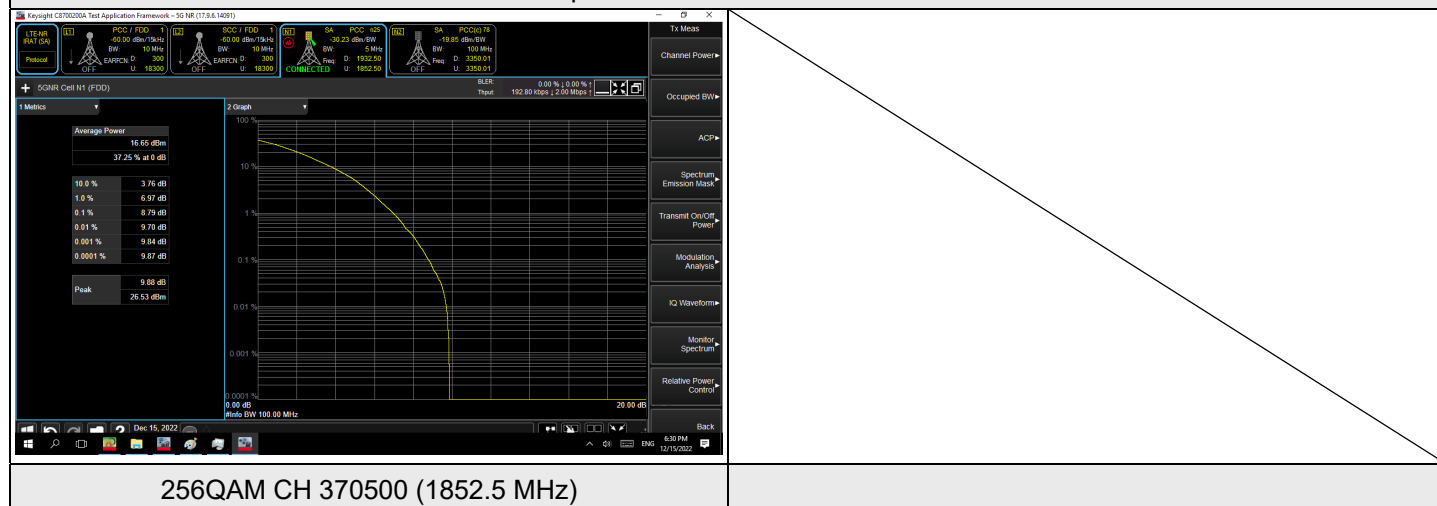 Keysight C8700200A Test Application Framework - 5G NR (17.9.6.14091)
LTE-NR
IRAT (SA)
Protocol
L1
PCC / FDD 1
-60.00 dBm/15kHz
BW: 10 MHz
EARFCN D: 300
OFF U: 18300
L2
SCC / FDD 1
-60.00 dBm/15kHz
BW: 10 MHz
EARFCN D: 300
OFF U: 18300
N1
SA PCC n25
-30.23 dBm/BW
BW: 5 MHz
Freq: D: 1932.50
CONNECTED U: 1852.50
N2
SA PCC(c) 78
-19.85 dBm/BW
BW: 100 MHz
Freq: D: 3350.01
OFF U: 3350.01
5GNR Cell N1 (FDD)
BLER: 0.00 % ↓ 0.00 % ↑
Thput: 192.80 kbps ↓ 2.00 Mbps ↑
1 Metrics
Average Power
16.65 dBm
37.25 % at 0 dB
10.0 % 3.76 dB
1.0 % 6.97 dB
0.1 % 8.79 dB
0.01 % 9.70 dB
0.001 % 9.84 dB
0.0001 % 9.87 dB
Peak
9.88 dB
26.53 dBm
2 Graph
100 %
10 %
1 %
0.1 %
0.01 %
0.001 %
0.0001 %
0.00 dB 20.00 dB
#Info BW 100.00 MHz
Tx Meas
Channel Power
Occupied BW
ACP
Spectrum
Emission Mask
Transmit On/Off
Power
Modulation
Analysis
IQ Waveform
Monitor
Spectrum
Relative Power
Control
Back
Dec 15, 2022
ENG
6:30 PM
12/15/2022
256QAM CH 370500 (1852.5 MHz)